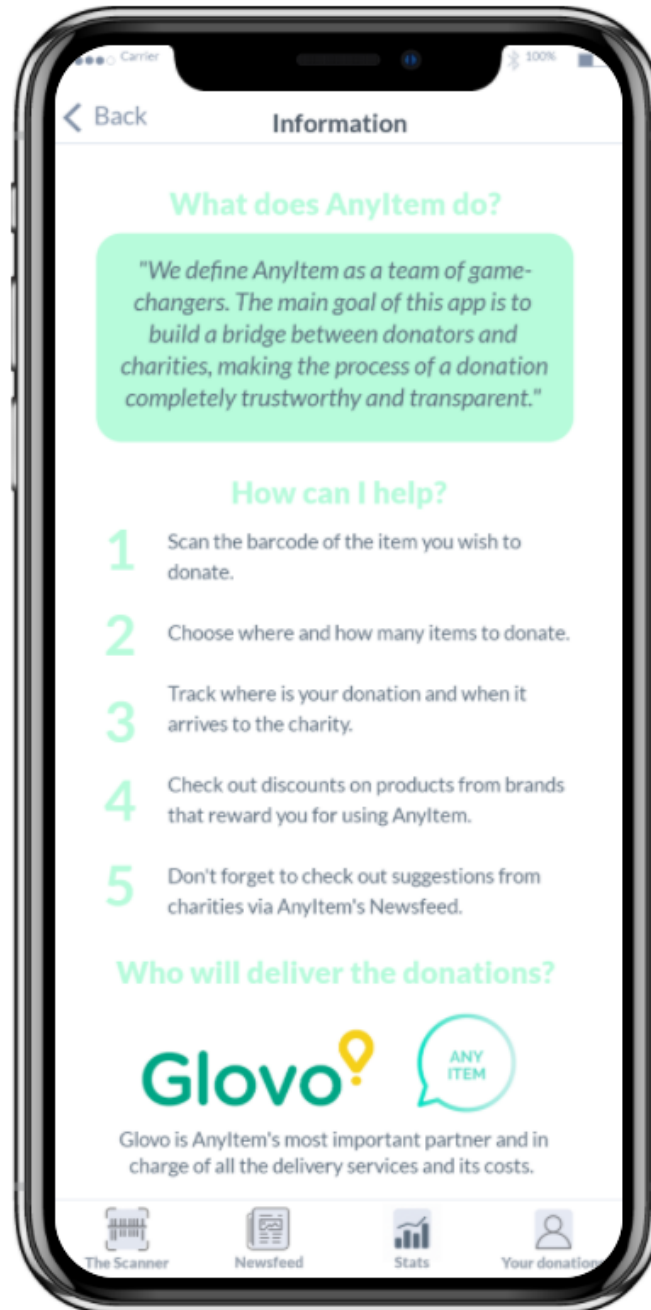 Carrier
100%
Back
Information
What does AnyItem do?
"We define AnyItem as a team of game-
changers. The main goal of this app is to
build a bridge between donators and
charities, making the process of a donation
completely trustworthy and transparent."
How can I help?
1 Scan the barcode of the item you wish to
donate.
2 Choose where and how many items to donate.
3 Track where is your donation and when it
arrives to the charity.
4 Check out discounts on products from brands
that reward you for using AnyItem.
5 Don't forget to check out suggestions from
charities via AnyItem's Newsfeed.
Who will deliver the donations?
Glovo
ANY
ITEM
Glovo is AnyItem's most important partner and in
charge of all the delivery services and its costs.
The Scanner Newsfeed Stats Your donations